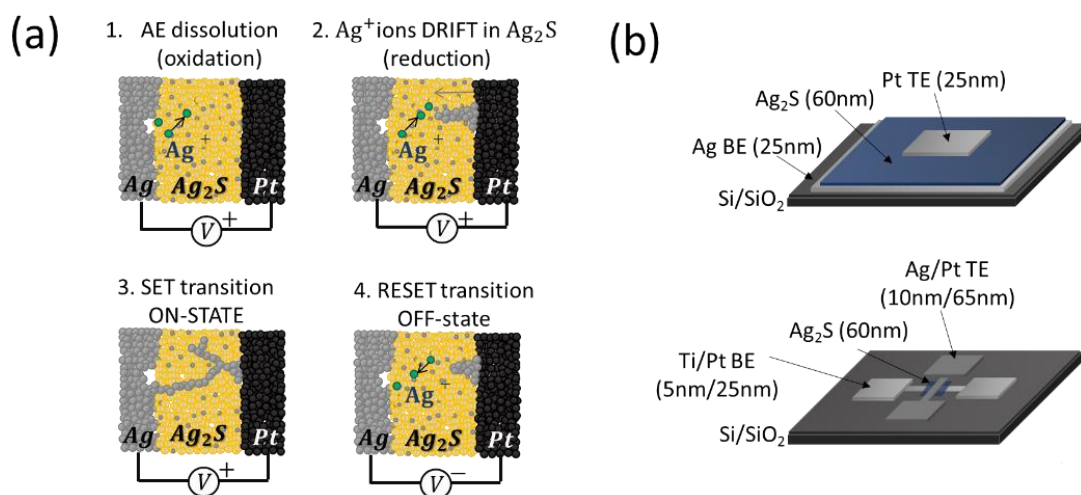 (a)
1. AE dissolution
(oxidation)
2. Ag⁺ions DRIFT in Ag₂S
(reduction)
Ag⁺
Ag Ag₂S Pt
V +
Ag⁺
Ag Ag₂S Pt
V +
3. SET transition
ON-STATE
4. RESET transition
OFF-state
Ag Ag₂S Pt
V +
Ag⁺
Ag Ag₂S Pt
V −
(b)
Pt TE (25nm)
Ag₂S (60nm)
Ag BE (25nm)
Si/SiO₂
Ag/Pt TE
(10nm/65nm)
Ag₂S (60nm)
Ti/Pt BE
(5nm/25nm)
Si/SiO₂